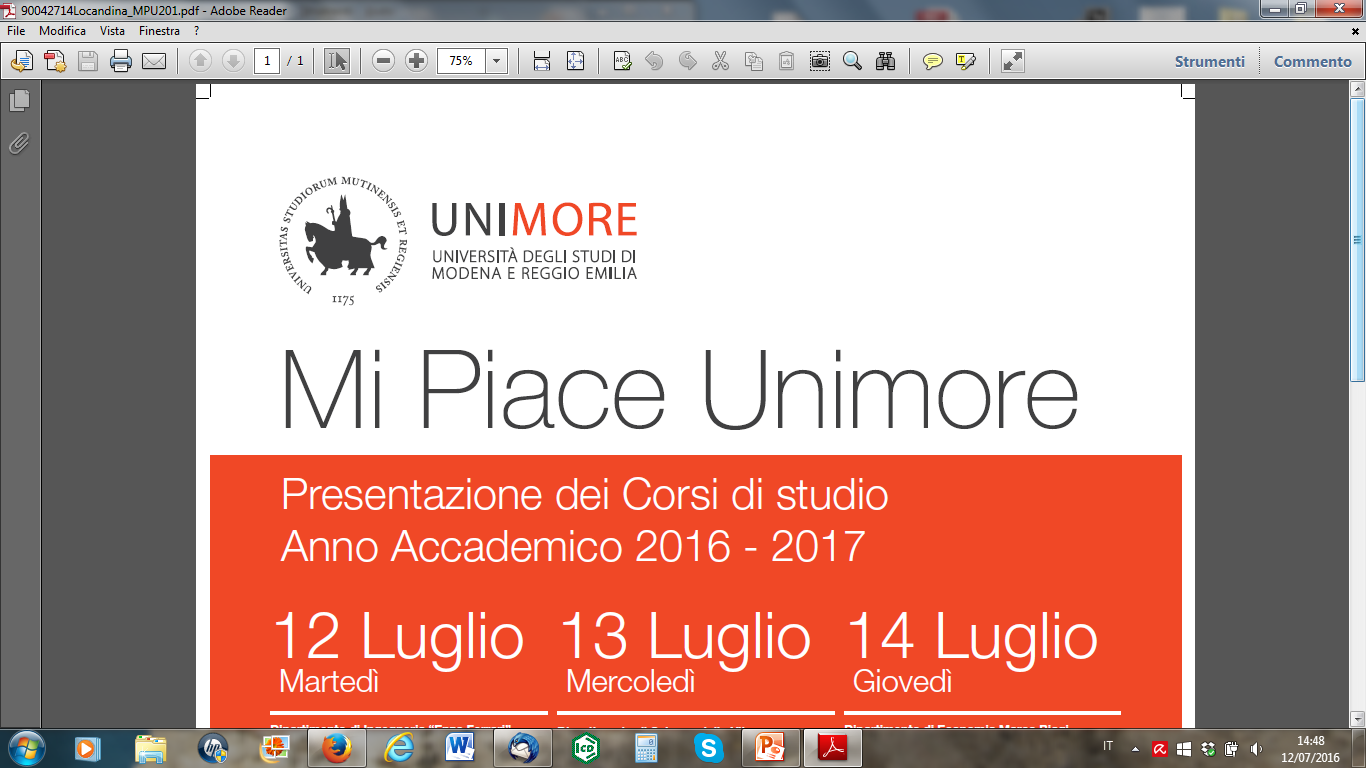 90042714Locandina_MPU201.pdf - Adobe Reader
File Modifica Vista Finestra ?
1 / 1 75% Strumenti Commento
UNIVERSITAS STUDIORUM MUTINENSIS ET REGIENSIS
1175
UNIMORE
UNIVERSITÀ DEGLI STUDI DI
MODENA E REGGIO EMILIA
Mi Piace Unimore
Presentazione dei Corsi di studio
Anno Accademico 2016 - 2017
12 Luglio
Martedì
13 Luglio
Mercoledì
14 Luglio
Giovedì
IT
14:48
12/07/2016